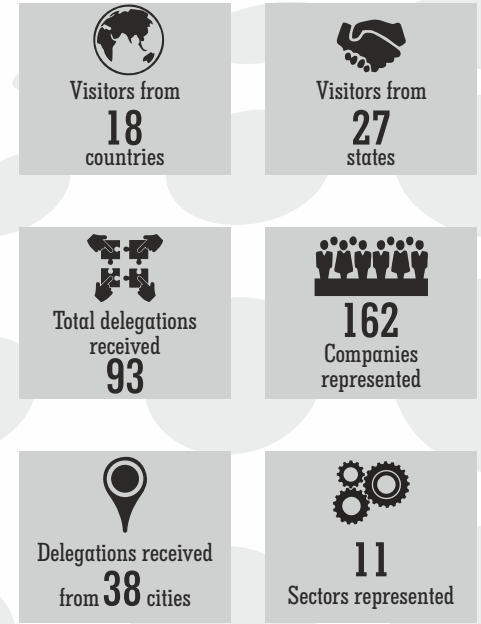 Visitors from
18
countries
Visitors from
27
states
Total delegations
received
93
162
Companies
represented
Delegations received
from 38 cities
11
Sectors represented